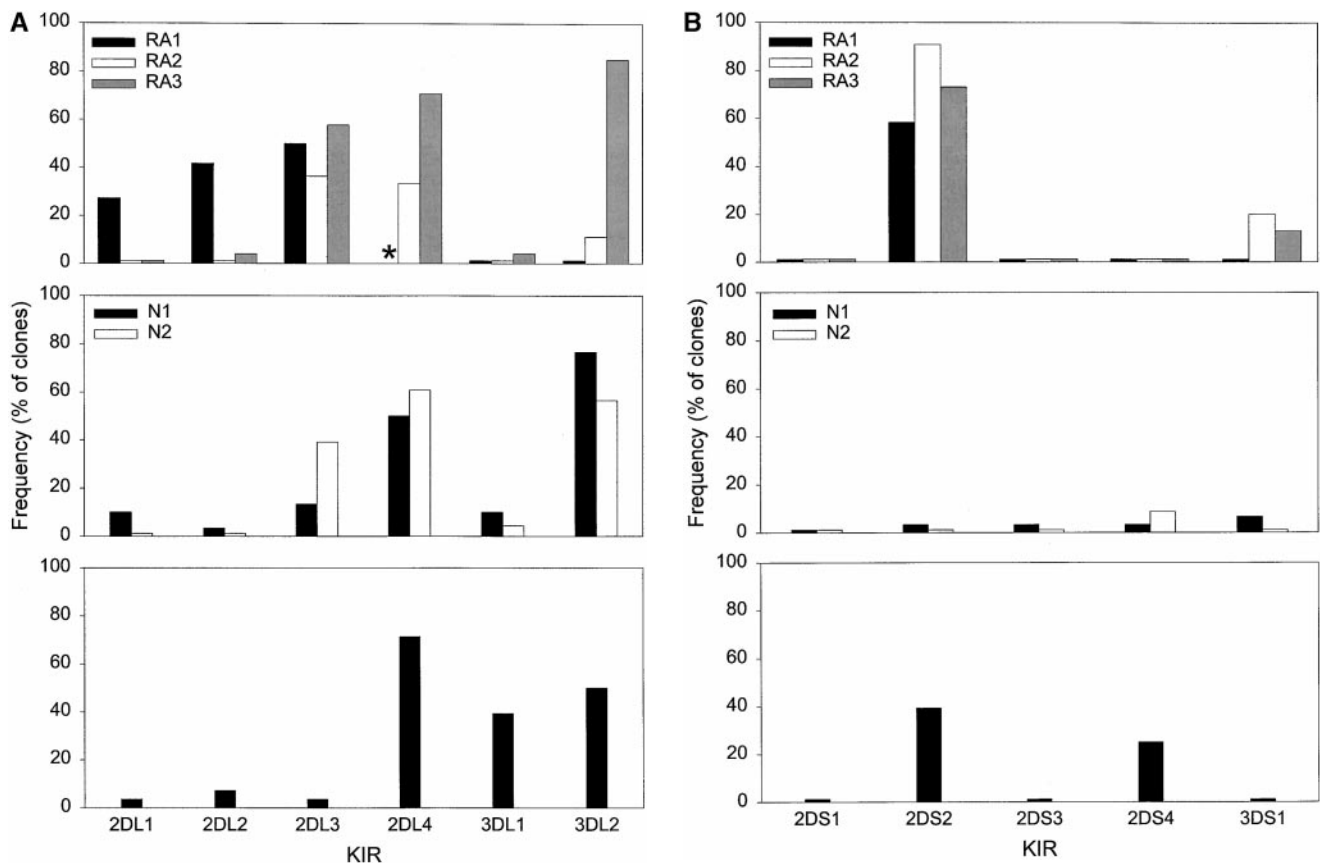 A
100
80
60
40
20
0
RA1
RA2
RA3
*
100
80
60
40
20
0
N1
N2
100
80
60
40
20
0
Frequency (% of clones)
2DL1 2DL2 2DL3 2DL4 3DL1 3DL2
KIR
B
100
80
60
40
20
0
RA1
RA2
RA3
100
80
60
40
20
0
N1
N2
100
80
60
40
20
0
Frequency (% of clones)
2DS1 2DS2 2DS3 2DS4 3DS1
KIR